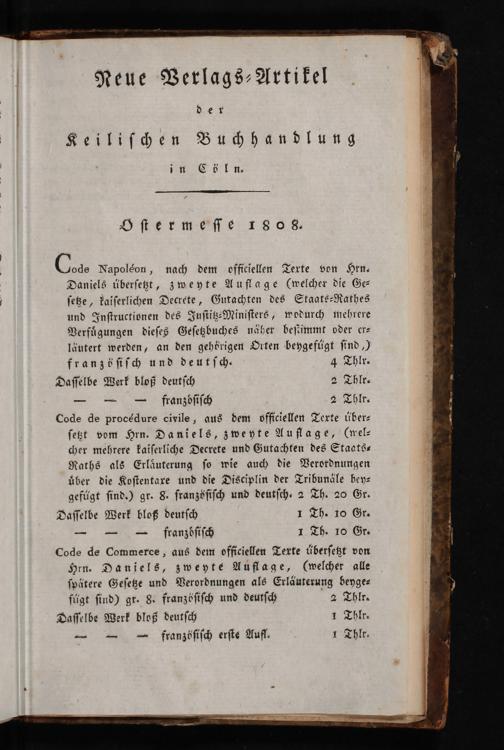 Neue Verlags-Artikel
der
Keilischen Buchhandlung
in Cöln.
Ostermesse 1808.
Code Napoléon, nach dem officiellen Texte von Hrn.
Daniels übersetzt, zweyte Auflage (welcher die Ge-
setze, kaiserlichen Decrete, Gutachten des Staats-Rathes
und Instructionen des Justitz-Ministers, wodurch mehrere
Verfügungen dieses Gesetzbuches näher bestimmt oder er-
läutert werden, an den gehörigen Orten beygefügt sind,)
französisch und deutsch. 4 Thlr.
Dasselbe Werk bloß deutsch 2 Thlr.
— — — französisch 2 Thlr.
Code de procédure civile, aus dem officiellen Texte über-
setzt vom Hrn. Daniels, zweyte Auflage, (wel-
cher mehrere kaiserliche Decrete und Gutachten des Staats-
Raths als Erläuterung so wie auch die Verordnungen
über die Kostentaxe und die Disciplin der Tribunäle bey-
gefügt sind.) gr. 8. französisch und deutsch. 2 Th. 20 Gr.
Dasselbe Werk bloß deutsch 1 Th. 10 Gr.
— — — französisch 1 Th. 10 Gr.
Code de Commerce, aus dem officiellen Texte übersetzt von
Hrn. Daniels, zweyte Auflage, (welcher alle
spätere Gesetze und Verordnungen als Erläuterung beyge-
fügt sind) gr. 8. französisch und deutsch 2 Thlr.
Dasselbe Werk bloß deutsch 1 Thlr.
— — — französisch erste Aufl. 1 Thlr.